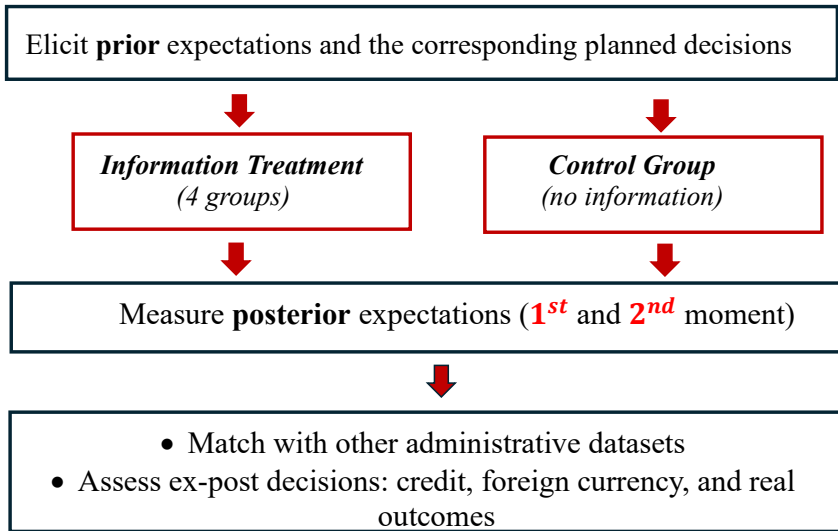 Elicit prior expectations and the corresponding planned decisions
Information Treatment
(4 groups)
Control Group
(no information)
Measure posterior expectations (1st and 2nd moment)
• Match with other administrative datasets
• Assess ex-post decisions: credit, foreign currency, and real
outcomes